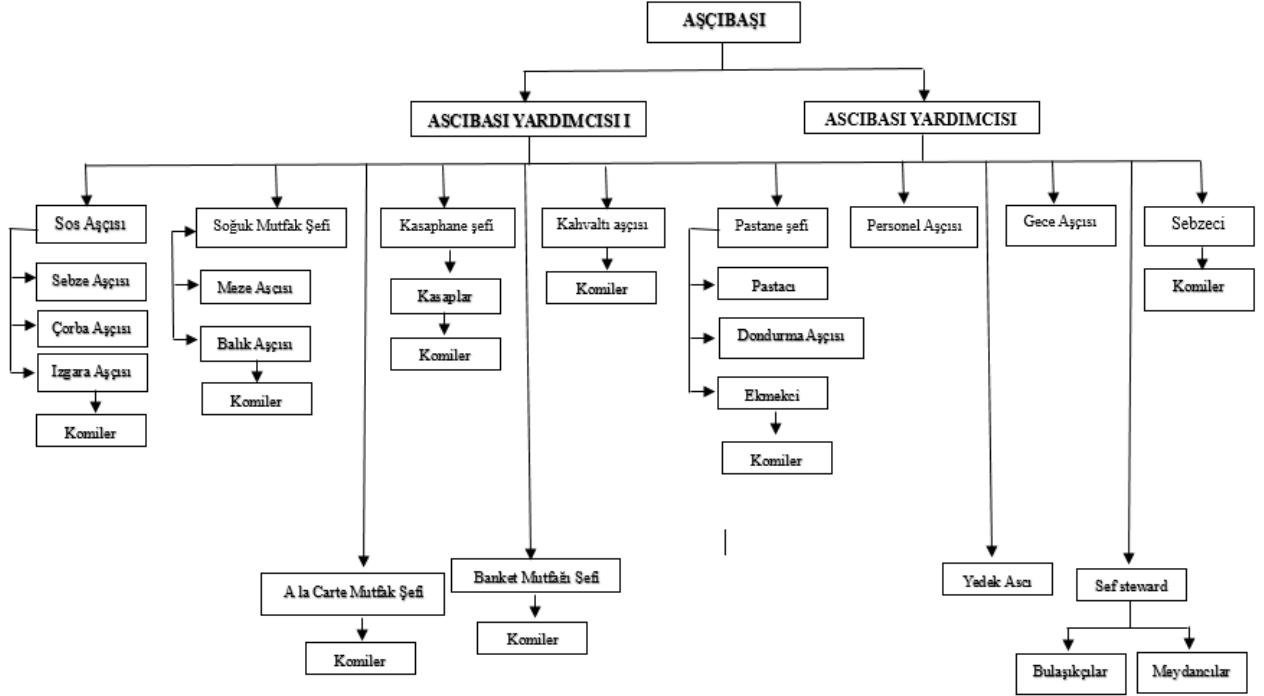 AŞÇIBAŞI
ASCIBASI YARDIMCISI I
ASCIBASI YARDIMCISI
Sos Aşçısı
Soğuk Mutfak Şefi
Kasaphane şefi
Kahvaltı aşçısı
Pastane şefi
Personel Aşçısı
Gece Aşçısı
Sebzeci
Sebze Aşçısı
Meze Aşçısı
Kasaplar
Komiler
Pastacı
Komiler
Çorba Aşçısı
Balık Aşçısı
Komiler
Dondurma Aşçısı
Izgara Aşçısı
Komiler
Ekmekci
Komiler
Komiler
A la Carte Mutfak Şefi
Banket Mutfağı Şefi
Yedek Ascı
Sef steward
Komiler
Komiler
Bulaşıkçılar
Meydancılar